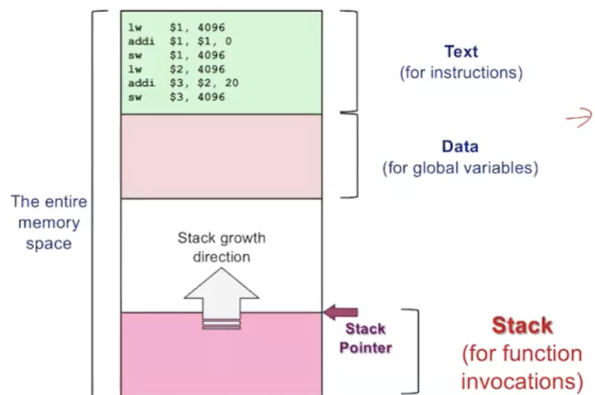 lw $1, 4096
addi $1, $1, 0
sw $1, 4096
lw $2, 4096
addi $3, $2, 20
sw $3, 4096
Text
(for instructions)
Data
(for global variables)
The entire
memory
space
Stack growth
direction
Stack
Pointer
Stack
(for function
invocations)